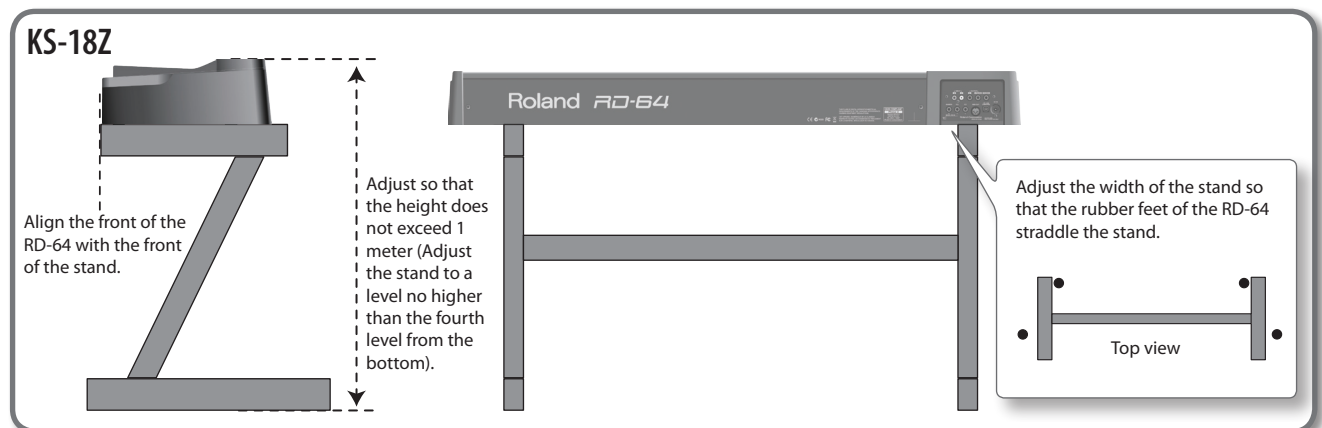 KS-18Z
Roland RD-64
Align the front of the
RD-64 with the front
of the stand.
Adjust so that
the height does
not exceed 1
meter (Adjust
the stand to a
level no higher
than the fourth
level from the
bottom).
Adjust the width of the stand so
that the rubber feet of the RD-64
straddle the stand.
Top view